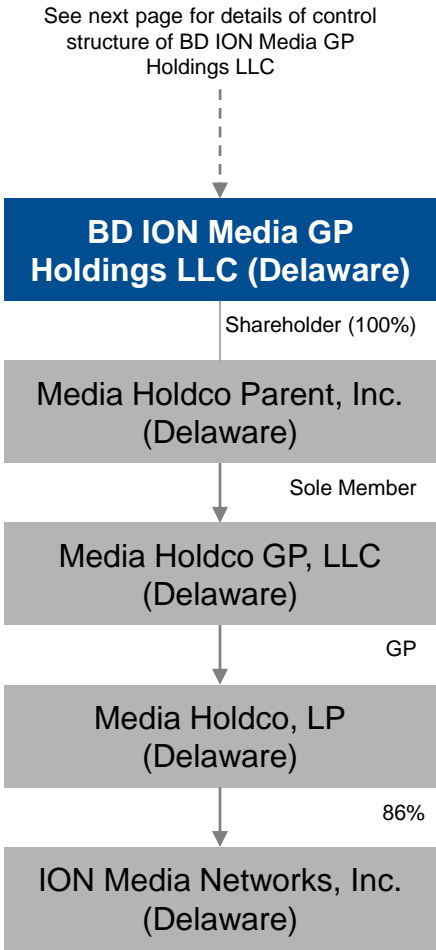 See next page for details of control
structure of BD ION Media GP
Holdings LLC
BD ION Media GP
Holdings LLC (Delaware)
Shareholder (100%)
Media Holdco Parent, Inc.
(Delaware)
Sole Member
Media Holdco GP, LLC
(Delaware)
GP
Media Holdco, LP
(Delaware)
86%
ION Media Networks, Inc.
(Delaware)